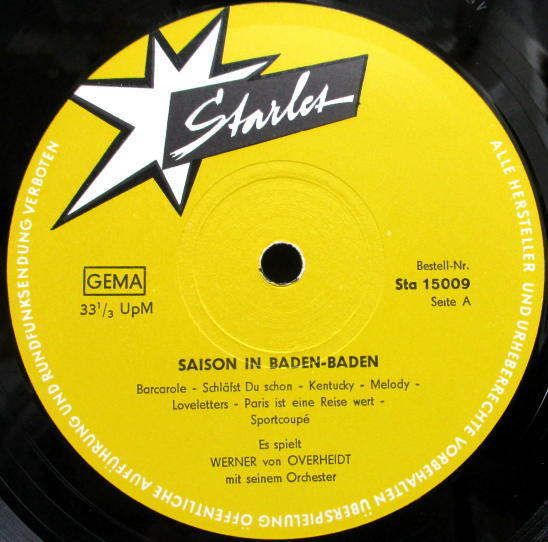 Starlet
GEMA
33 1/3 UpM
Bestell-Nr.
Sta 15009
Seite A
SAISON IN BADEN-BADEN
Barcarole - Schläfst Du schon - Kentucky - Melody -
Loveletters - Paris ist eine Reise wert -
Sportcoupé
Es spielt
WERNER von OVERHEIDT
mit seinem Orchester
ALLE HERSTELLER UND URHEBERRECHTE VORBEHALTEN ÜBERSPIELUNG ÖFFENTLICHE AUFFÜHRUNG UND RUNDFUNKSENDUNG VERBOTEN